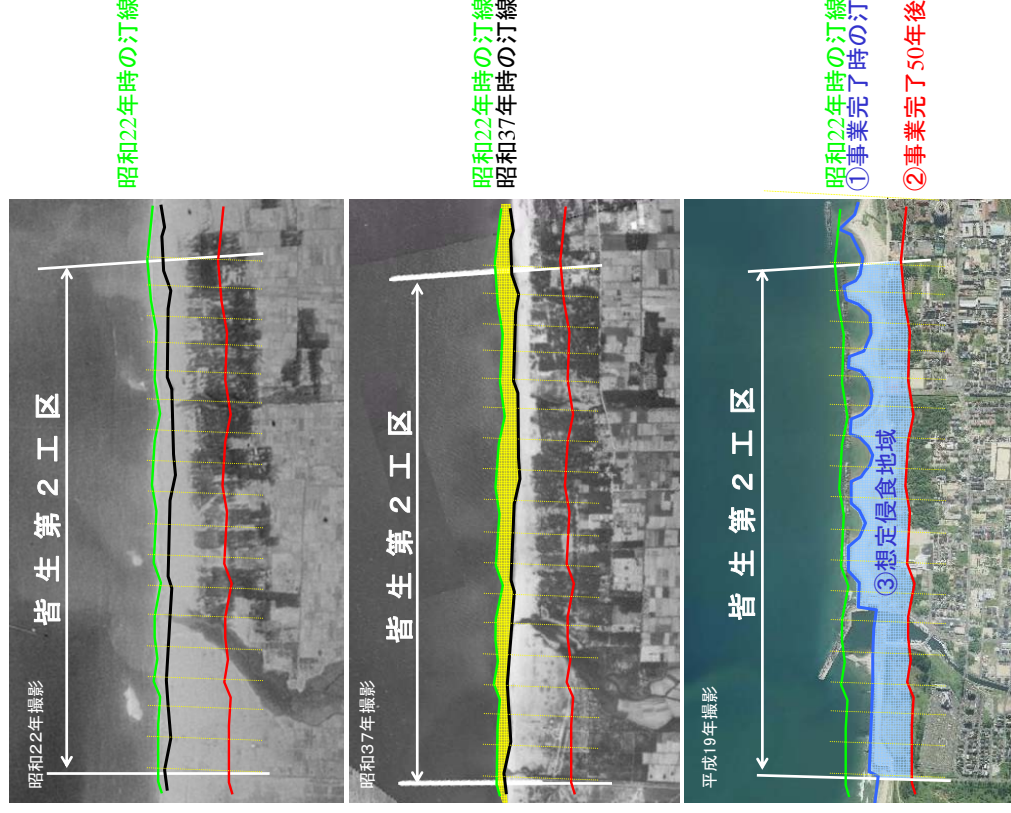 昭和22年時の汀線
皆生第２工区
昭和22年撮影
昭和22年時の汀線
昭和37年時の汀線
皆生第２工区
昭和37年撮影
昭和22年時の汀線
①事業完了時の汀
②事業完了50年後
皆生第２工区
③想定侵食地域
平成19年撮影